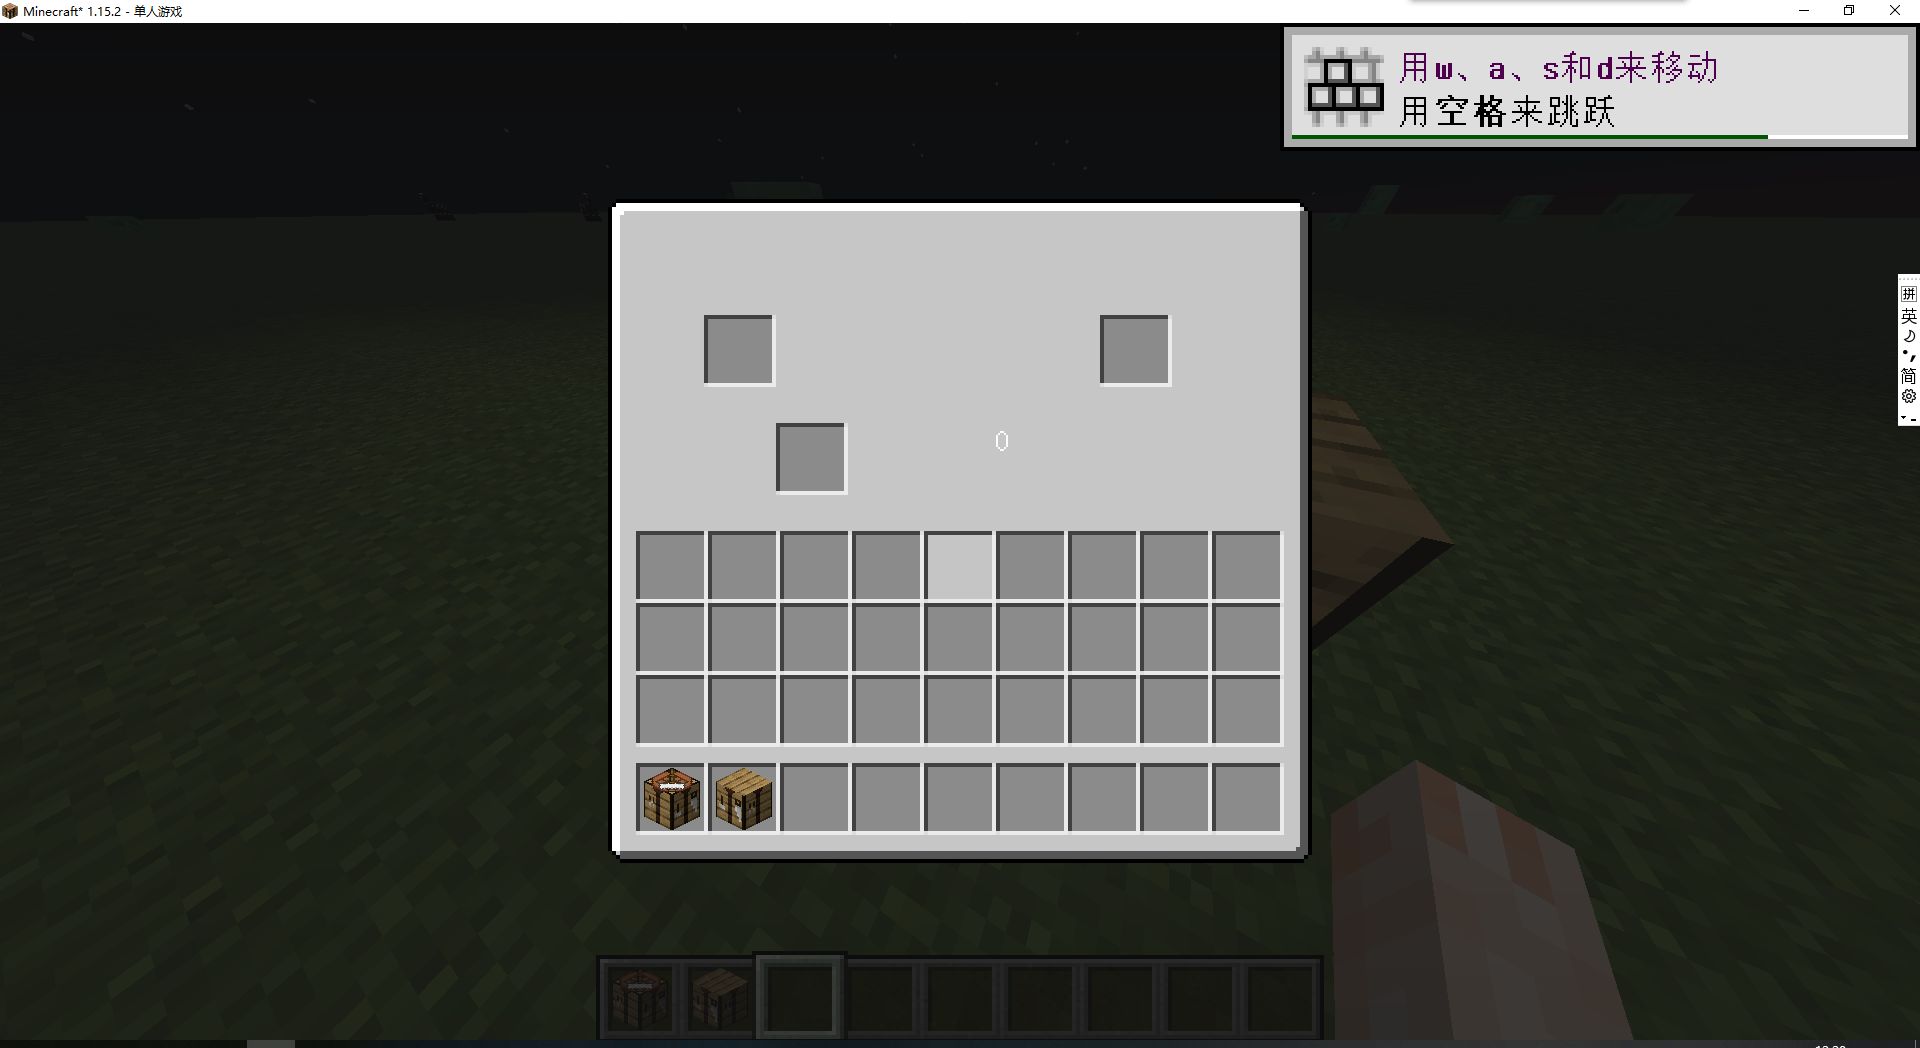 Minecraft* 1.15.2 - 单人游戏
用w、a、s和d来移动
用空格来跳跃
拼
英
简
0